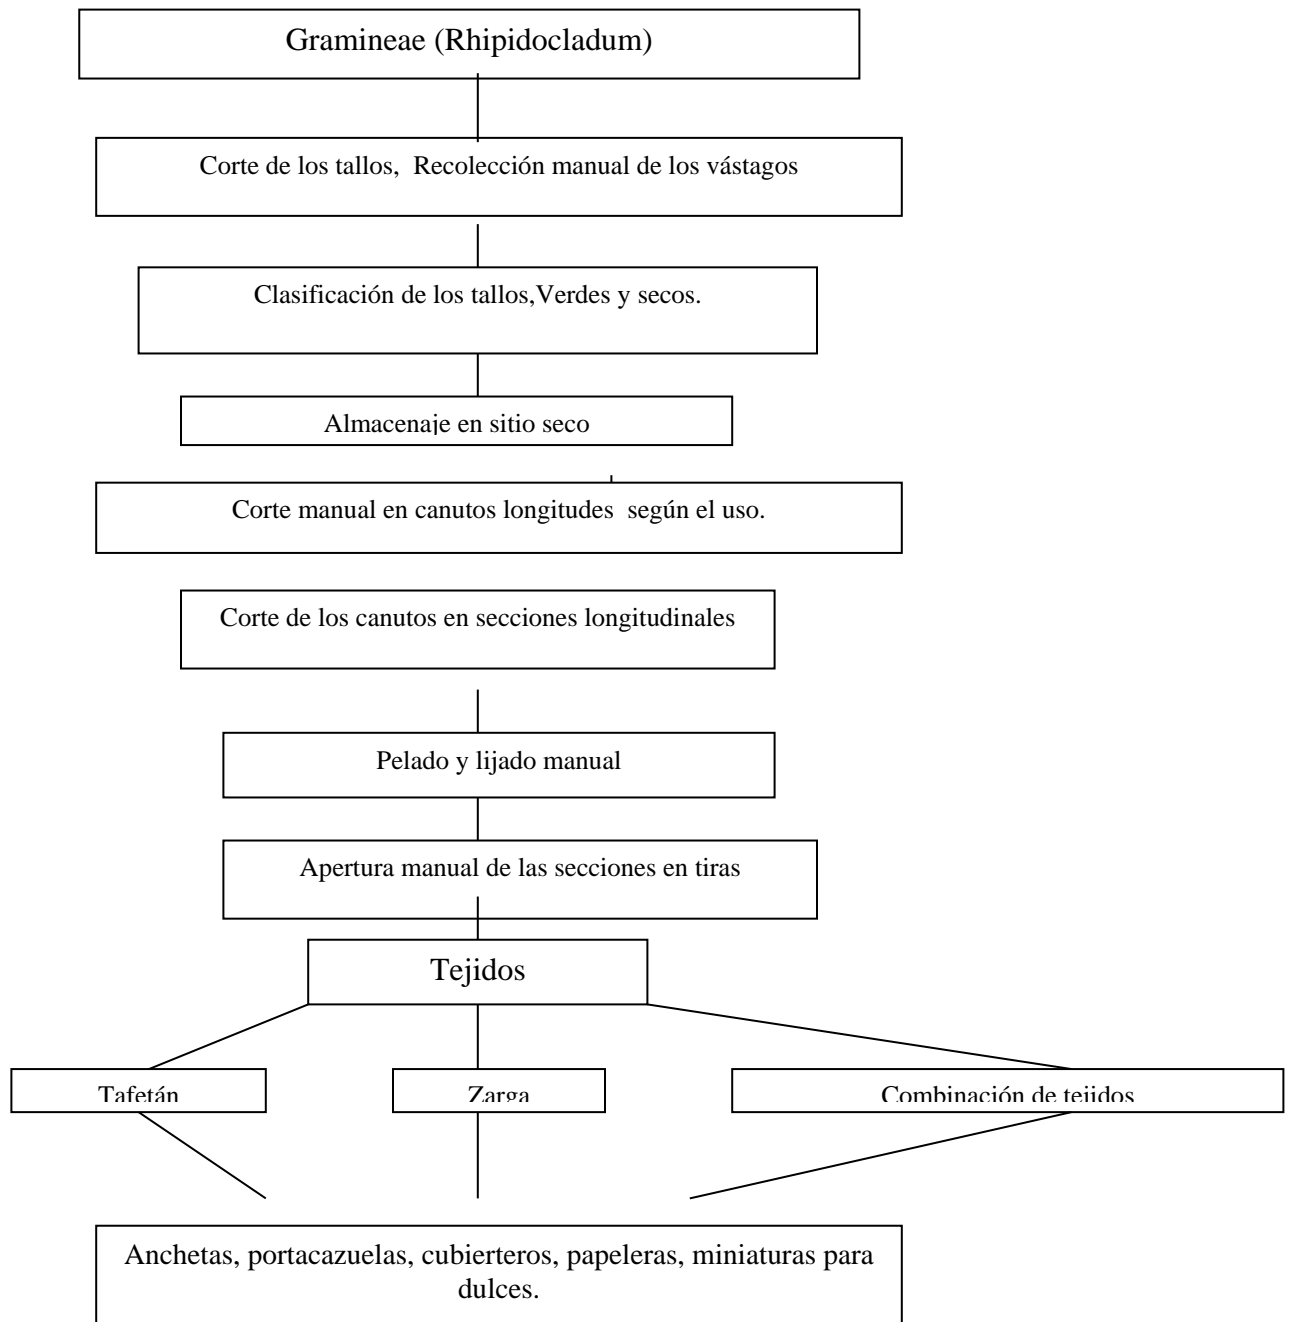 Gramineae (Rhipidocladum)
Corte de los tallos,  Recolección manual de los vástagos
Clasificación de los tallos,Verdes y secos.
Almacenaje en sitio seco
Corte manual en canutos longitudes  según el uso.
Corte de los canutos en secciones longitudinales
Pelado y lijado manual
Apertura manual de las secciones en tiras
Tejidos
Tafetán
Zarga
Combinación de tejidos
Anchetas, portacazuelas, cubierteros, papeleras, miniaturas para
dulces.